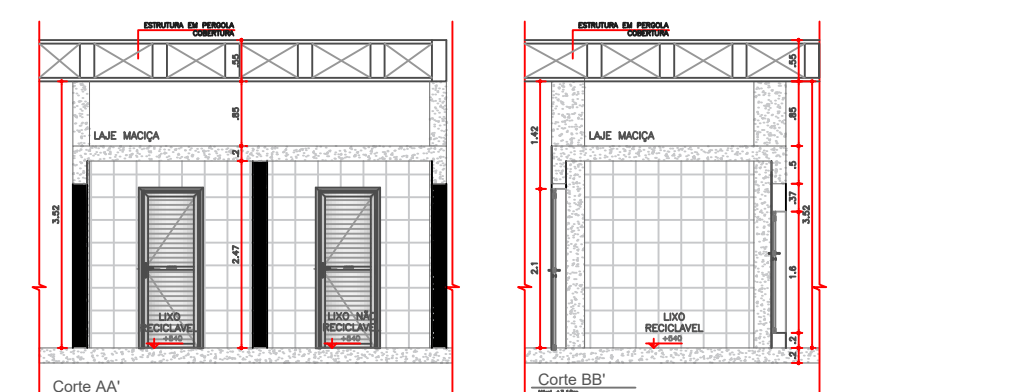 ESTRUTURA EM PERGOLA
COBERTURA
.55
.85
LAJE MACIÇA
.2
3.52
2.47
LIXO
RECICLAVEL
+540
LIXO NÃO
RECICLAVEL
+540
Corte AA'
ESTRUTURA EM PERGOLA
COBERTURA
.55
1.42
.85
LAJE MACIÇA
.5
.37
3.52
2.1
1.6
LIXO
RECICLAVEL
+540
.2
.2
Corte BB'